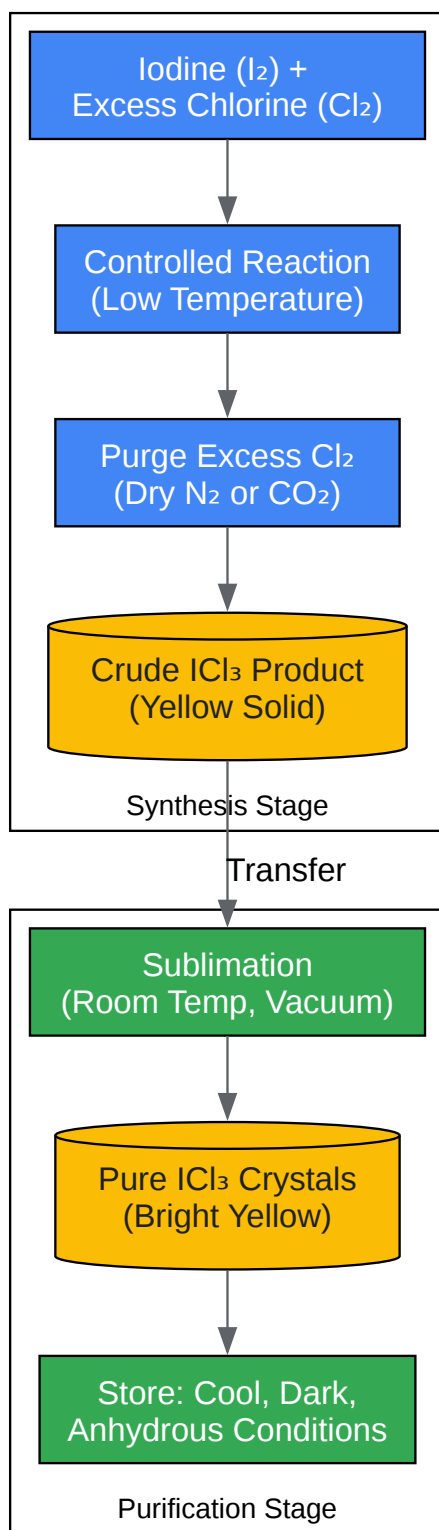 Iodine (I₂) +
Excess Chlorine (Cl₂)
Controlled Reaction
(Low Temperature)
Purge Excess Cl₂
(Dry N₂ or CO₂)
Crude ICl₃ Product
(Yellow Solid)
Synthesis Stage
Transfer
Sublimation
(Room Temp, Vacuum)
Pure ICl₃ Crystals
(Bright Yellow)
Store: Cool, Dark,
Anhydrous Conditions
Purification Stage